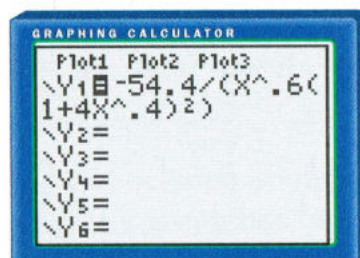 GRAPHING CALCULATOR
Plot1 Plot2 Plot3
\Y1=-54.4/(X^.6(
1+4X^.4)²)
\Y2=
\Y3=
\Y4=
\Y5=
\Y6=